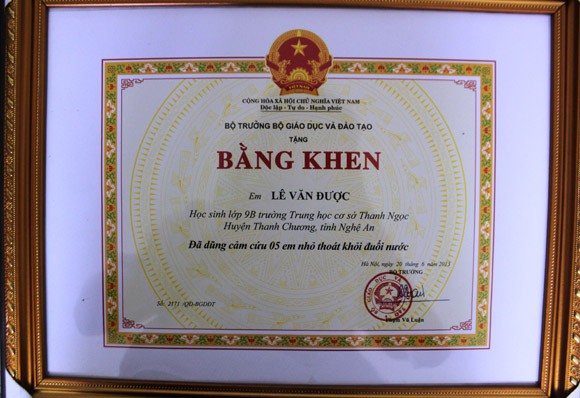 CỘNG HÒA XÃ HỘI CHỦ NGHĨA VIỆT NAM
Độc lập - Tự do - Hạnh phúc
BỘ TRƯỞNG BỘ GIÁO DỤC VÀ ĐÀO TẠO
TẶNG
BẰNG KHEN
Em LÊ VĂN ĐƯỢC
Học sinh lớp 9B trường Trung học cơ sở Thanh Ngọc
Huyện Thanh Chương, tỉnh Nghệ An
Đã dũng cảm cứu 05 em nhỏ thoát khỏi đuối nước
Hà Nội, ngày 20 tháng 6 năm 2013
BỘ TRƯỞNG
Số: 2171 /QĐ-BGDĐT
Phạm Vũ Luận